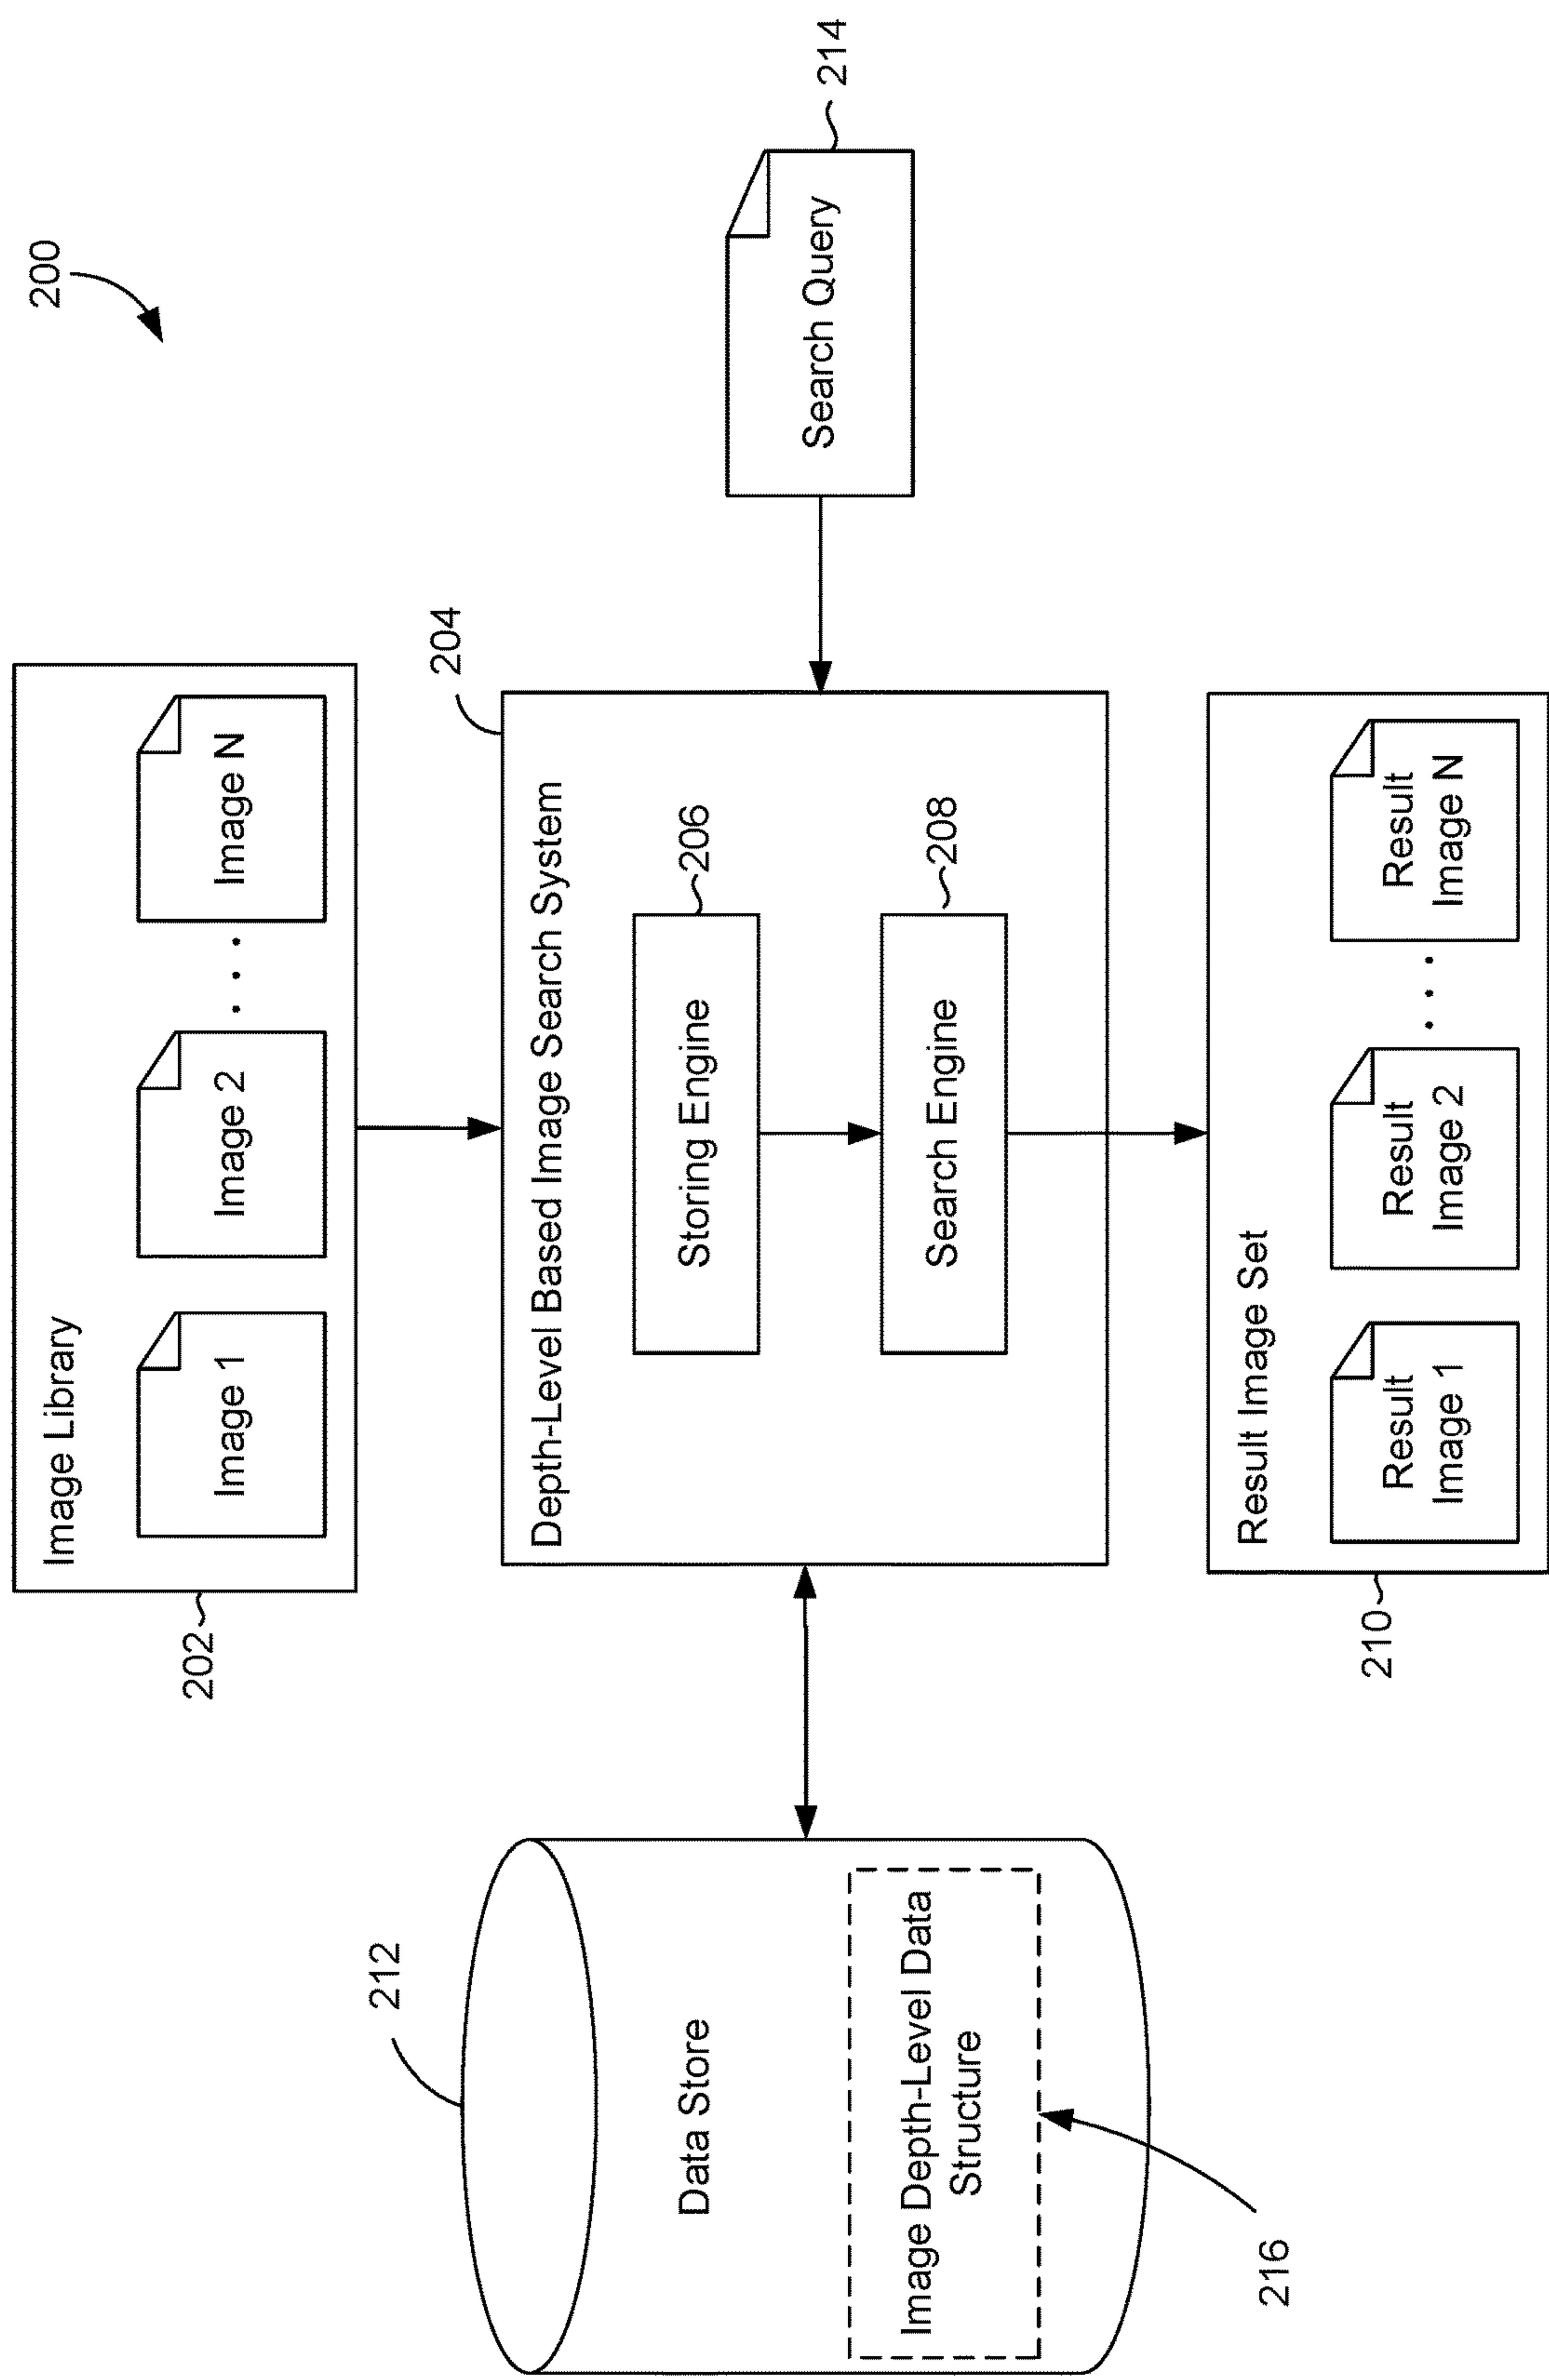 200
Image Library
Image 1
Image 2
. . .
Image N
202
204
Depth-Level Based Image Search System
Storing Engine
206
Search Engine
208
212
Data Store
Image Depth-Level Data
Structure
216
Search Query
214
Result Image Set
Result
Image 1
Result
Image 2
. . .
Result
Image N
210